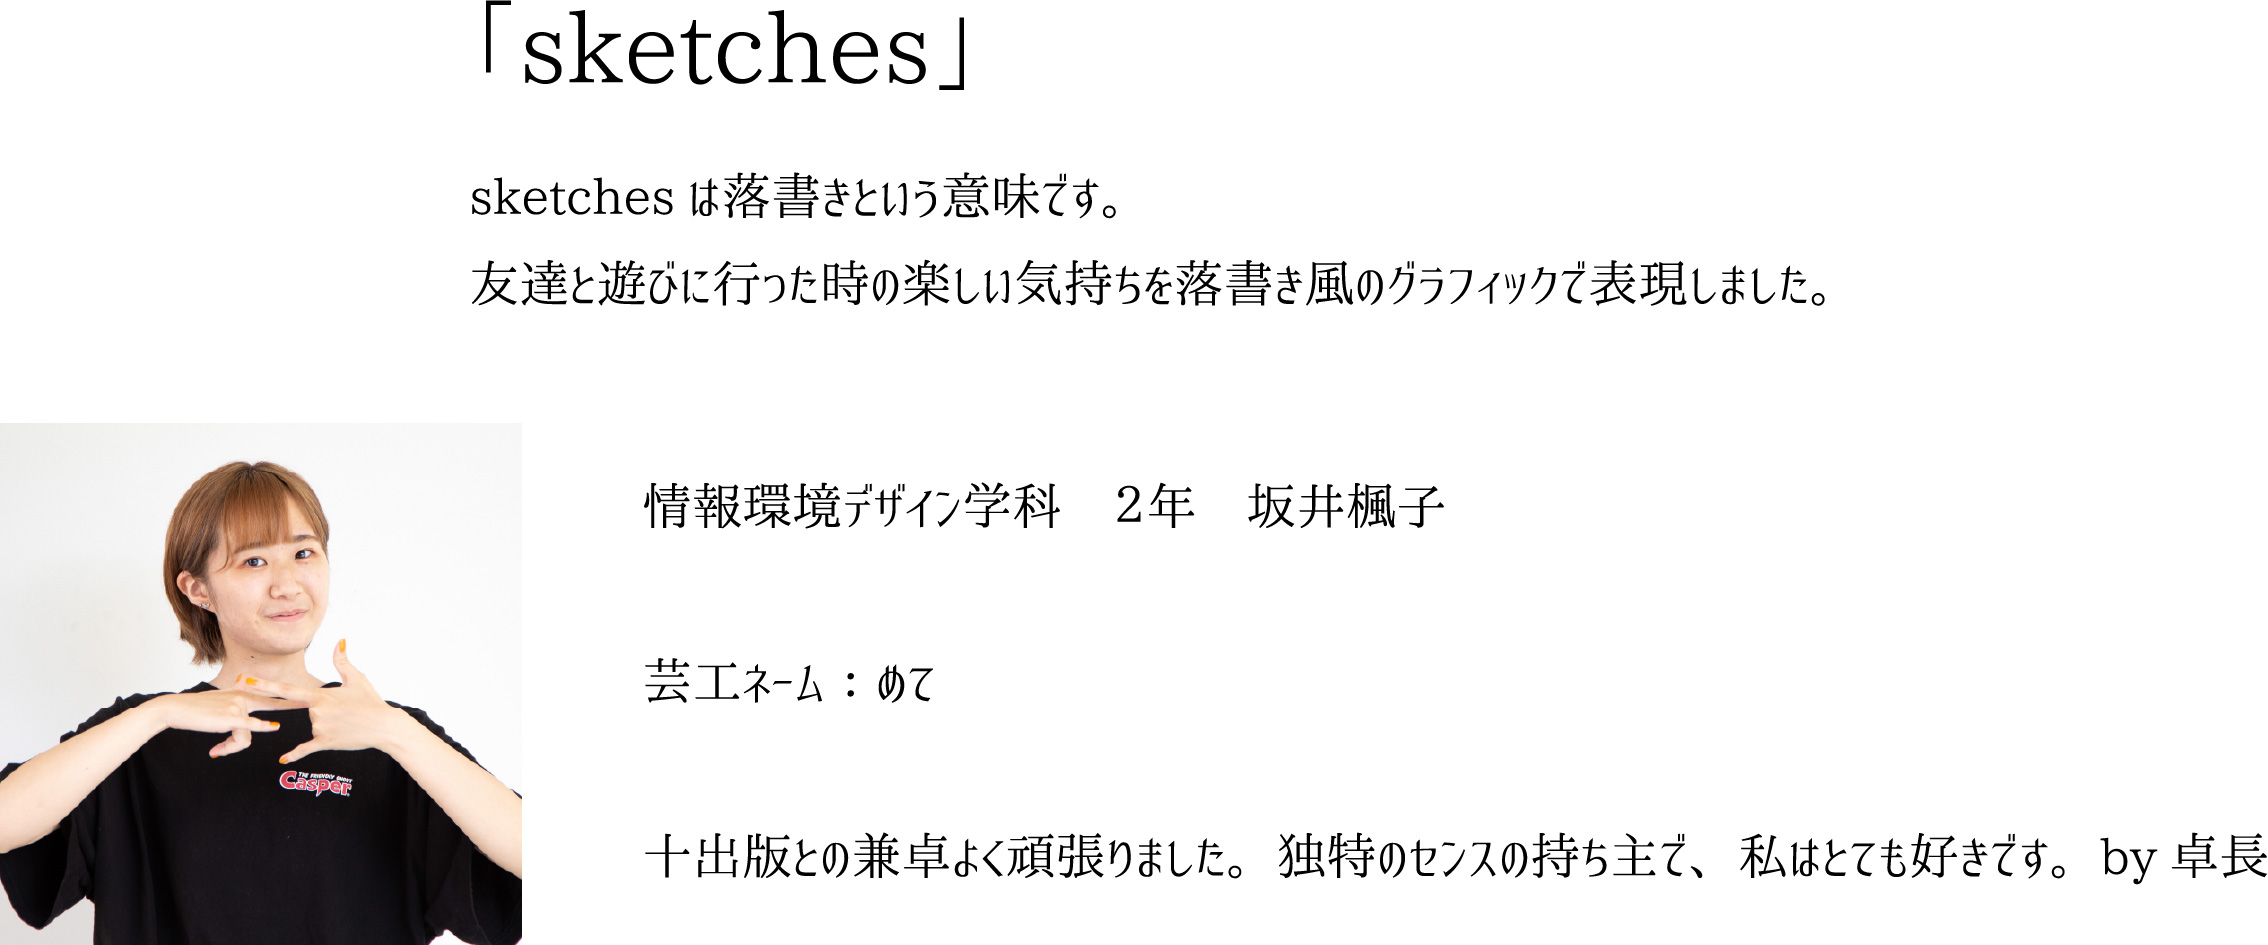 「sketches」
sketches は落書きという意味です。
友達と遊びに行った時の楽しい気持ちを落書き風のグラフィックで表現しました。
情報環境デザイン学科　２年　坂井楓子
芸工ネーム：めて
十出版との兼卓よく頑張りました。独特のセンスの持ち主で、私はとても好きです。by 卓長
THE FRIENDLY GHOST
Casper